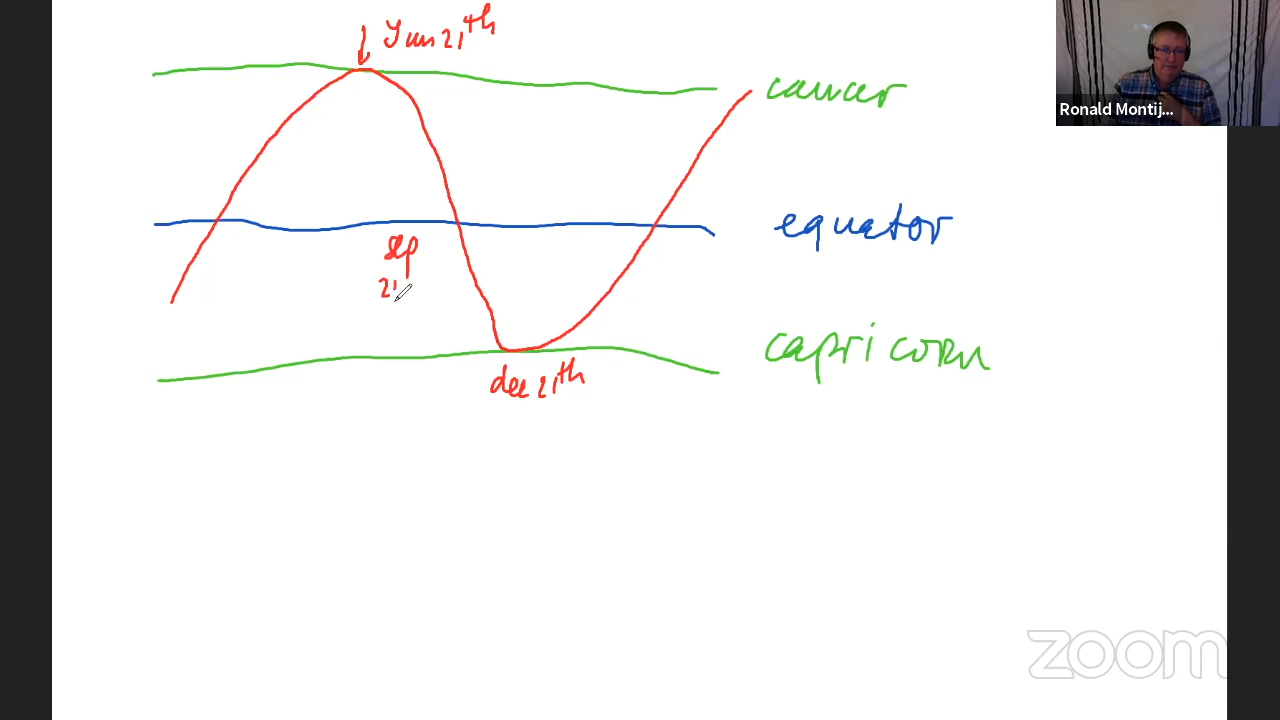 Jun 21th
cancer
Ronald Montij...
equator
sep
21
capricorn
dec 21th
zoom